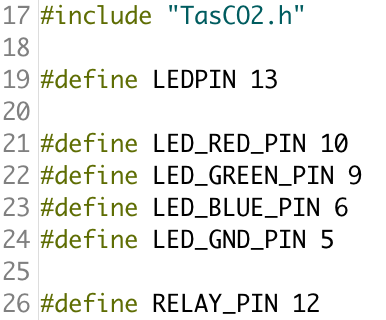 17 #include "TasCO2.h"
18
19 #define LEDPIN 13
20
21 #define LED_RED_PIN 10
22 #define LED_GREEN_PIN 9
23 #define LED_BLUE_PIN 6
24 #define LED_GND_PIN 5
25
26 #define RELAY_PIN 12